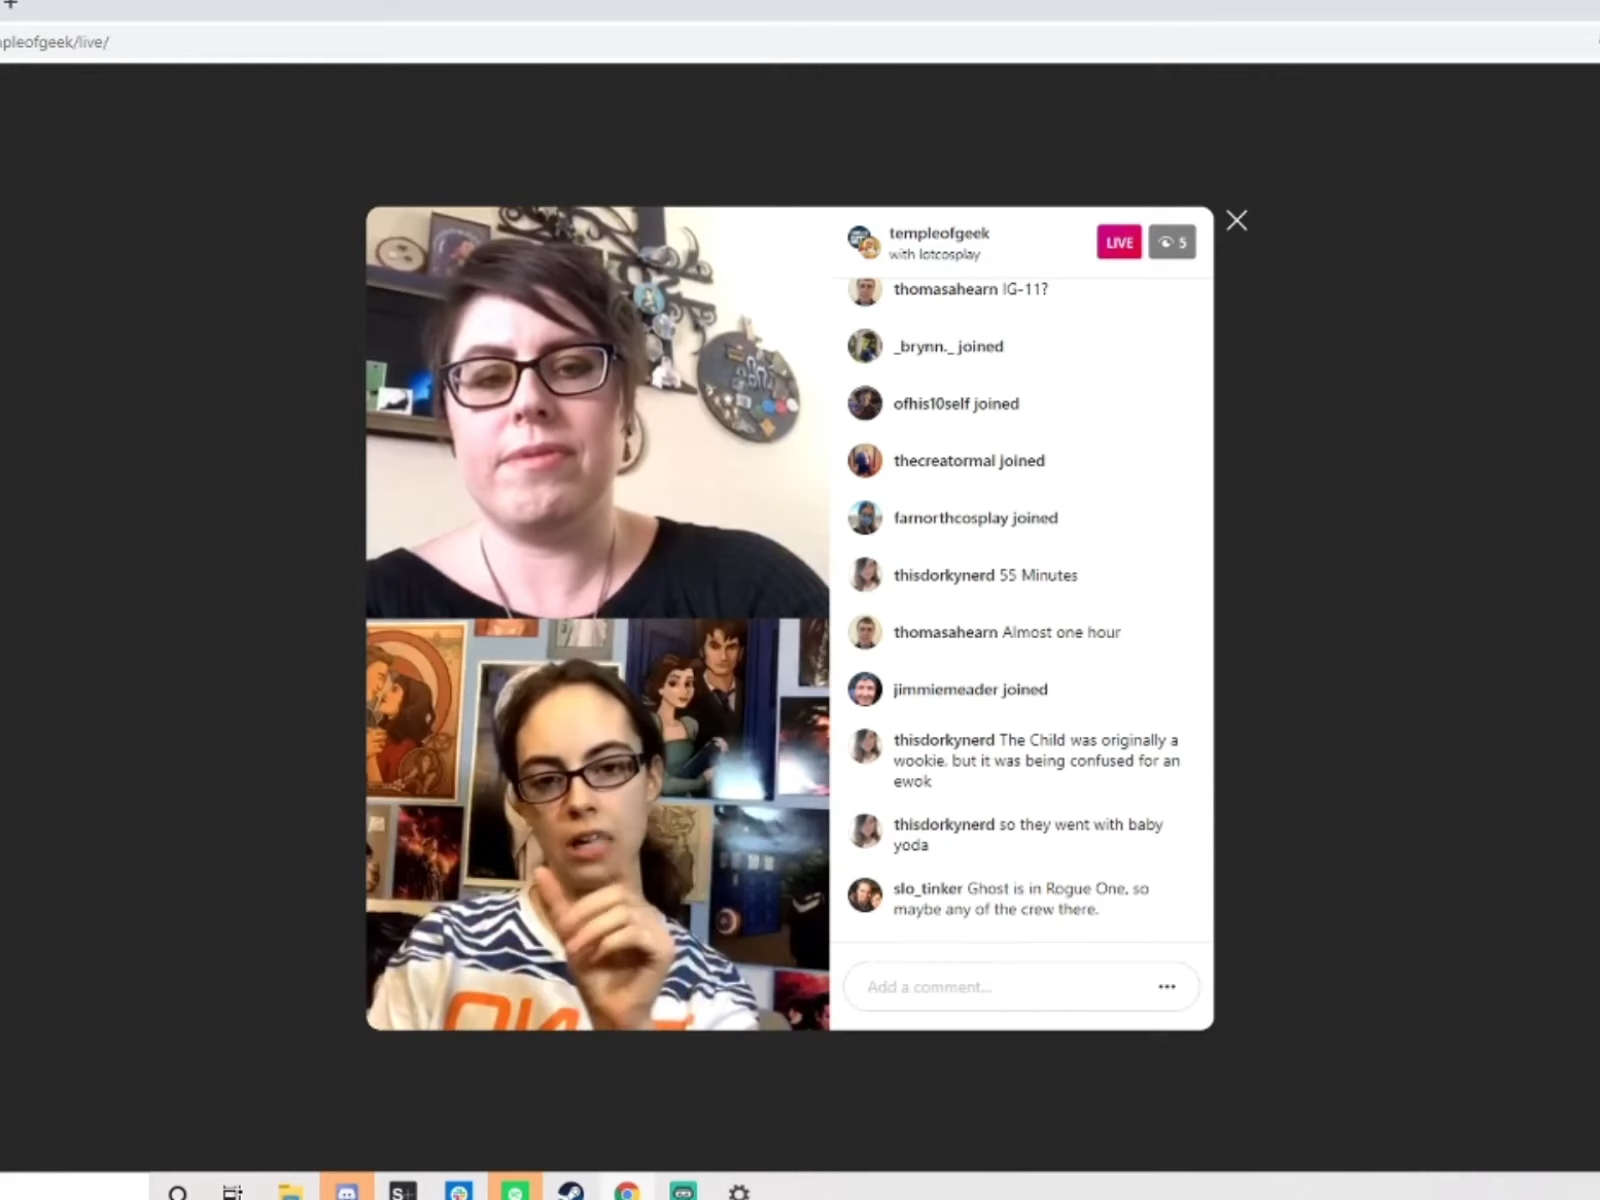 pleofgeek/live/
templeofgeek
with lotcosplay
LIVE
5
thomasahearn IG-11?
_brynn._ joined
ofhis10self joined
thecreatormal joined
farnorthcosplay joined
thisdorkynerd 55 Minutes
thomasahearn Almost one hour
jimmiemeader joined
thisdorkynerd The Child was originally a
wookie, but it was being confused for an
ewok
thisdorkynerd so they went with baby
yoda
slo_tinker Ghost is in Rogue One, so
maybe any of the crew there.
Add a comment...